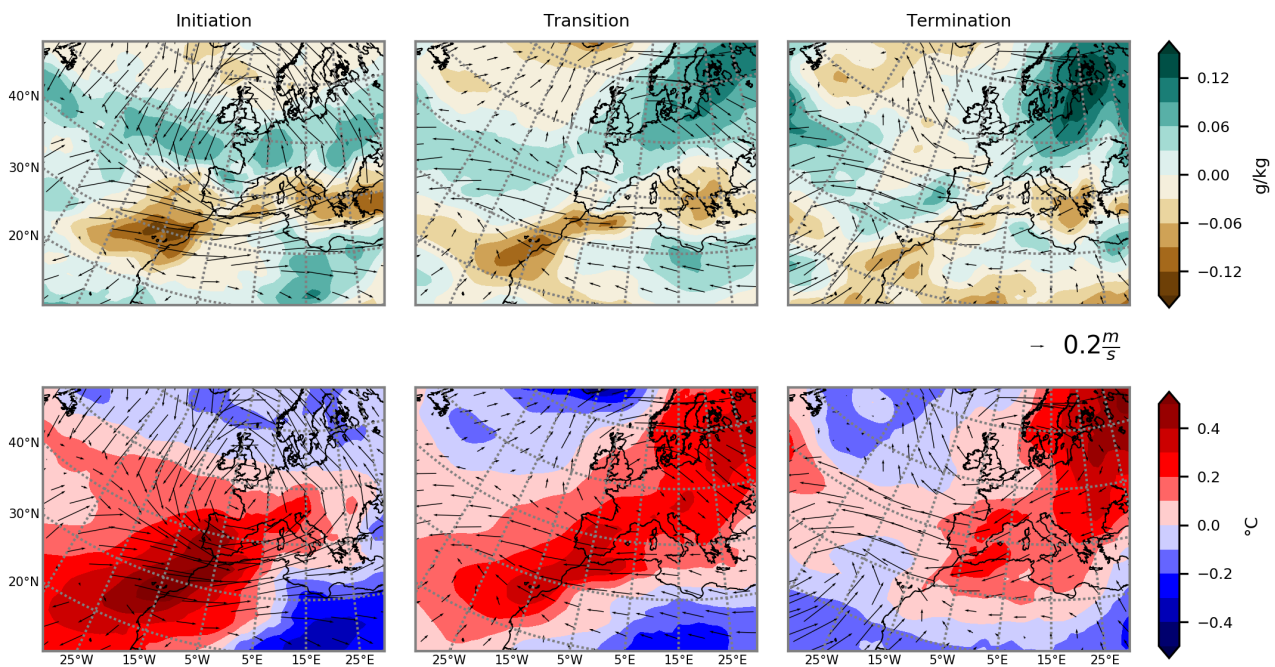 Initiation Transition Termination
40°N
30°N
20°N
0.12
0.06
0.00
−0.06
−0.12
g/kg
0.2 m/s
40°N
30°N
20°N
0.4
0.2
0.0
−0.2
−0.4
°C
25°W 15°W 5°W 5°E 15°E 25°E 25°W 15°W 5°W 5°E 15°E 25°E 25°W 15°W 5°W 5°E 15°E 25°E